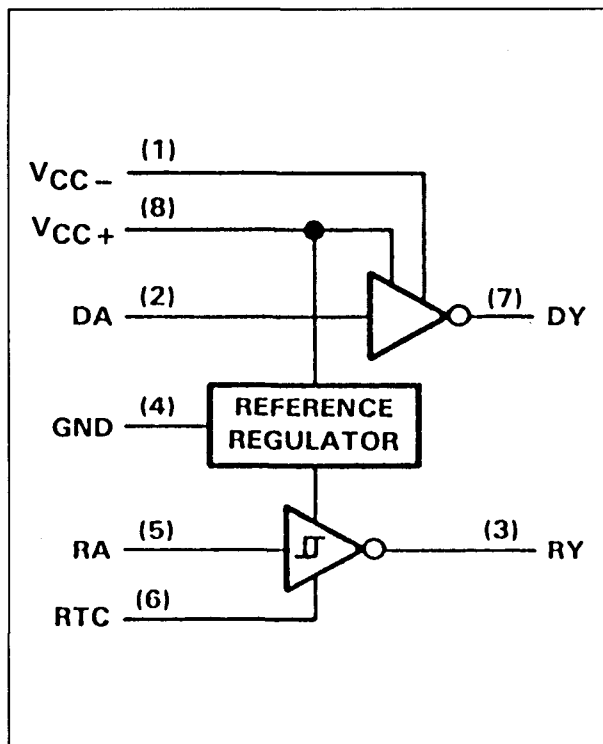 (1)
VCC−
(8)
VCC+
(2)
(7)
DA
DY
(4)
GND
REFERENCE
REGULATOR
(5)
(3)
RA
RY
(6)
RTC